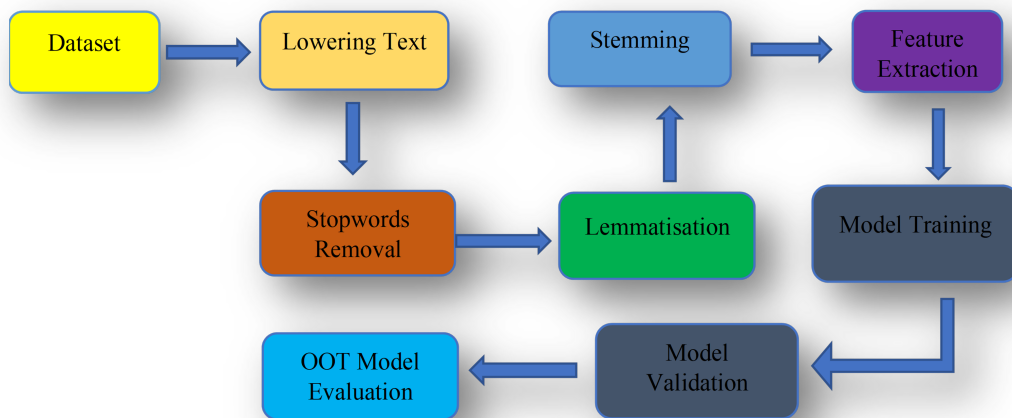 Dataset
Lowering Text
Stopwords
Removal
Lemmatisation
Stemming
Feature
Extraction
Model Training
Model
Validation
OOT Model
Evaluation